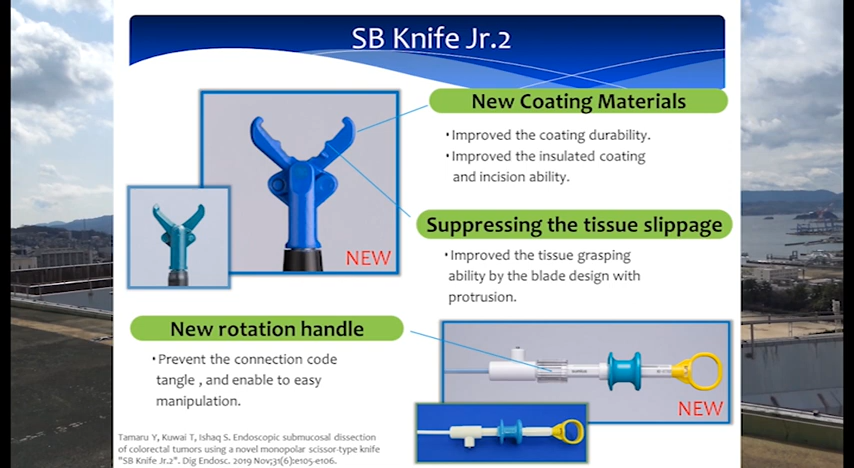 SB Knife Jr.2
New Coating Materials
・Improved the coating durability.
・Improved the insulated coating
and incision ability.
NEW
Suppressing the tissue slippage
・Improved the tissue grasping
ability by the blade design with
protrusion.
New rotation handle
・Prevent the connection code
tangle , and enable to easy
manipulation.
NEW
Tamaru Y, Kuwai T, Ishaq S. Endoscopic submucosal dissection
of colorectal tumors using a novel monopolar scissor-type knife
"SB Knife Jr.2". Dig Endosc. 2019 Nov;31(6):e105-e106.